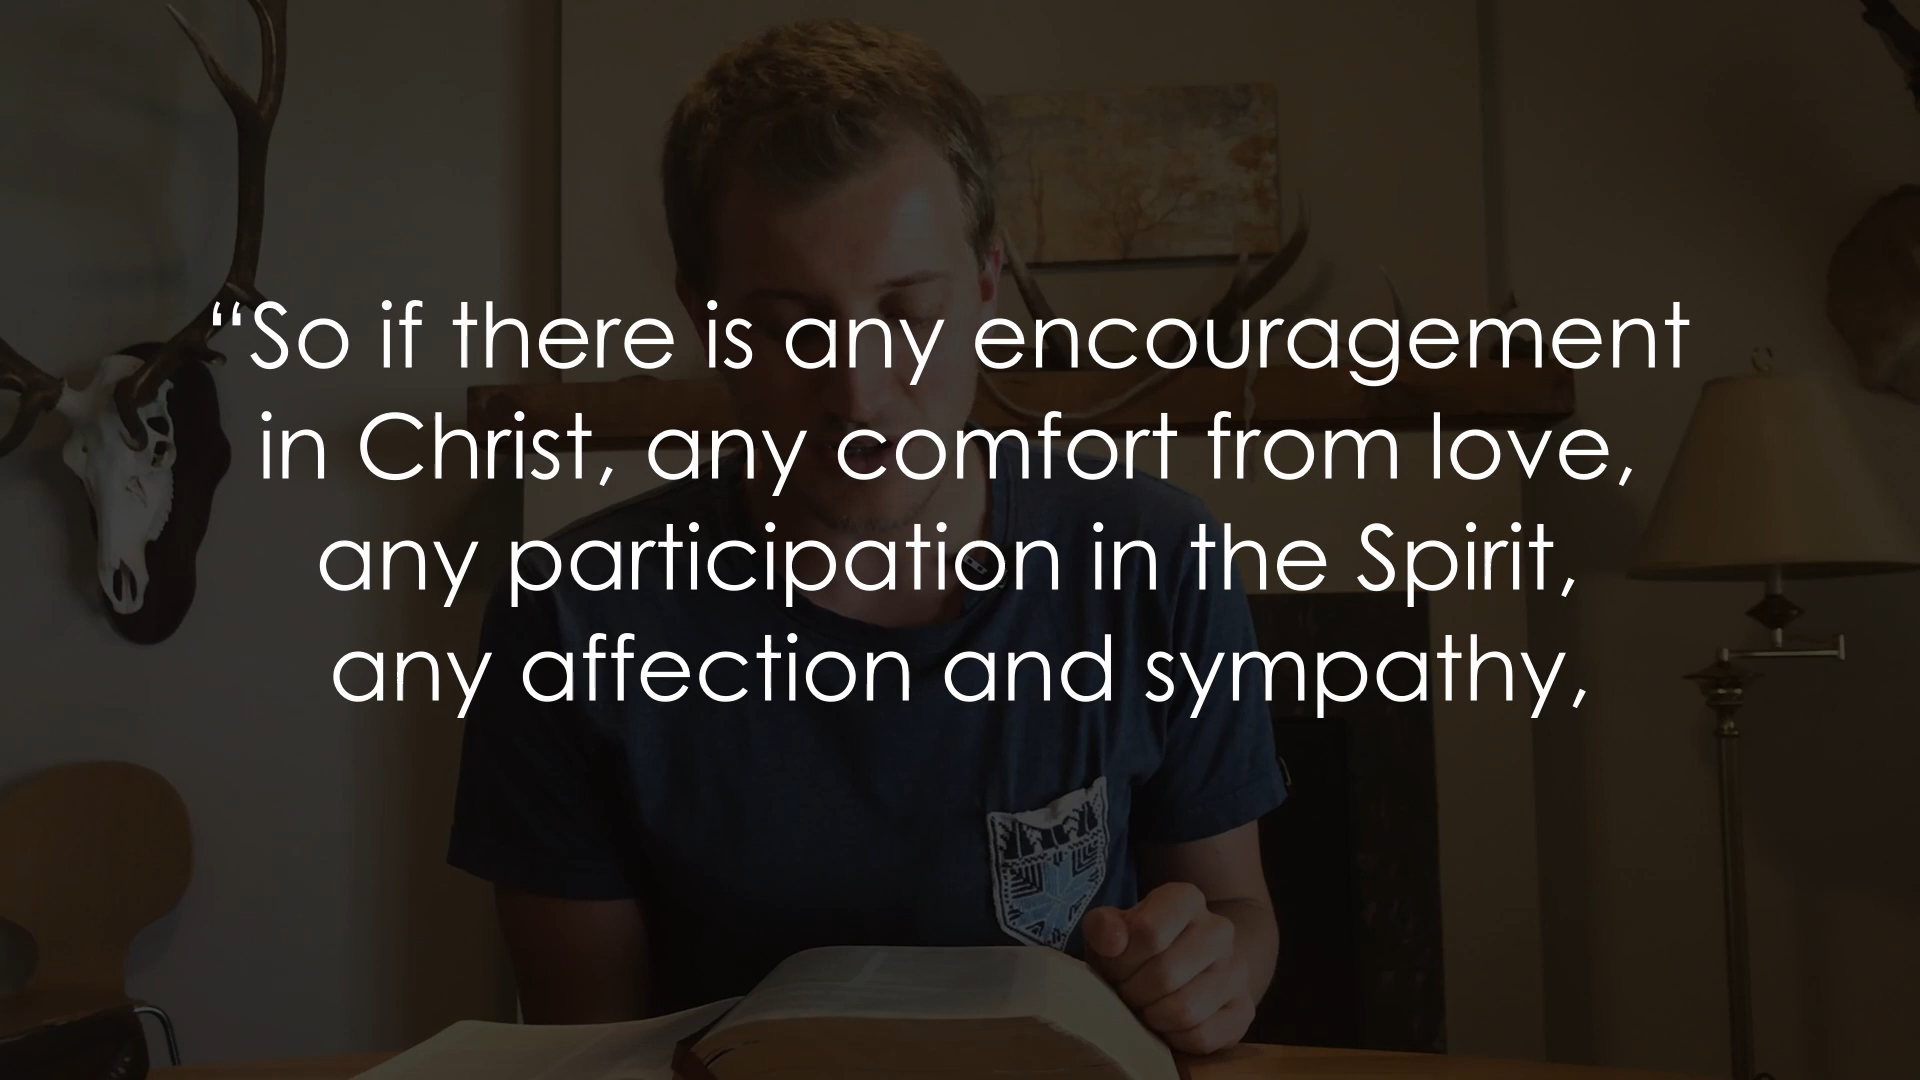 “So if there is any encouragement
in Christ, any comfort from love,
any participation in the Spirit,
any affection and sympathy,